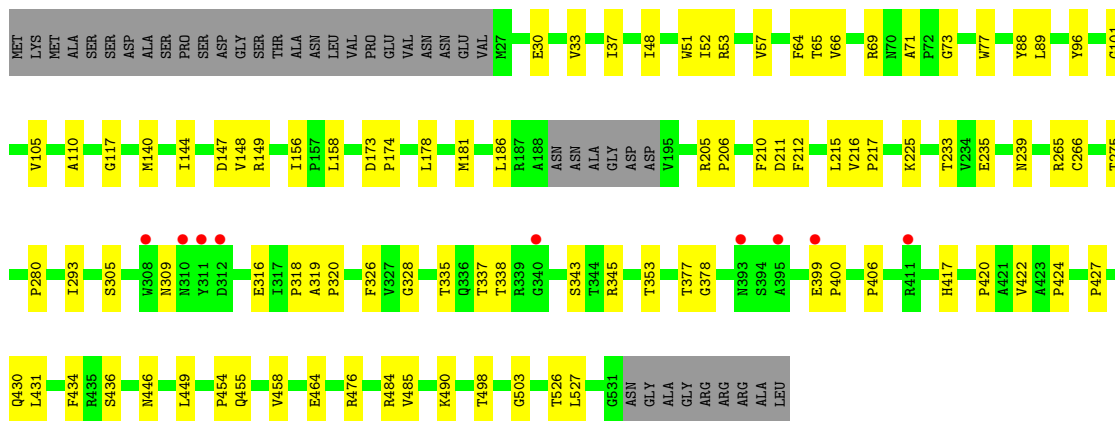 MET LYS MET ALA SER SER ASP ALA PRO SER ASP GLY SER THR ALA ASN LEU VAL PRO GLU VAL ASN ASN GLU VAL M27 E30 V33 I37 I48 W51 I52 R53 V57 F64 T65 V66 R69 N70 A71 P72 G73 W77 Y88 L89 Y96
V105 A110 G117 M140 I144 D147 V148 R149 I156 P157 L158 D173 P174 L178 M181 L186 R187 A188 ASN ASN ALA GLY ASP ASP V195 R205 P206 F210 D211 F212 L215 V216 P217 K225 T233 V234 E235 N239 R265 C266
P280 I293 S305 W308 N309 N310 Y311 D312 E316 I317 P318 A319 P320 F326 V327 G328 T335 Q336 T337 T338 R339 G340 S343 T344 R345 T353 T377 G378 N393 S394 A395 E399 P400 P406 R411 H417 P420 A421 V422 A423 P424 P427
Q430 L431 F434 R435 S436 N446 L449 P454 Q455 V458 E464 R476 R484 V485 K490 T498 G503 T526 L527 G531 ASN GLY ALA GLY ARG ARG ARG ALA LEU